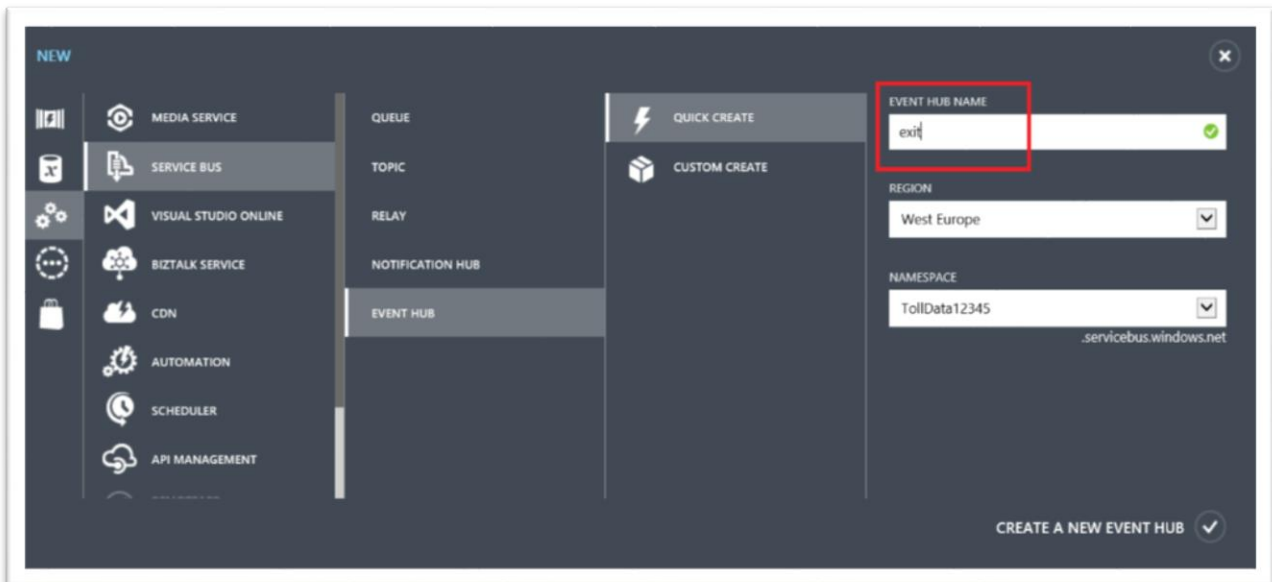 NEW
MEDIA SERVICE
SERVICE BUS
VISUAL STUDIO ONLINE
BIZTALK SERVICE
CDN
AUTOMATION
SCHEDULER
API MANAGEMENT
QUEUE
TOPIC
RELAY
NOTIFICATION HUB
EVENT HUB
QUICK CREATE
CUSTOM CREATE
EVENT HUB NAME
exit
REGION
West Europe
NAMESPACE
TollData12345
.servicebus.windows.net
CREATE A NEW EVENT HUB